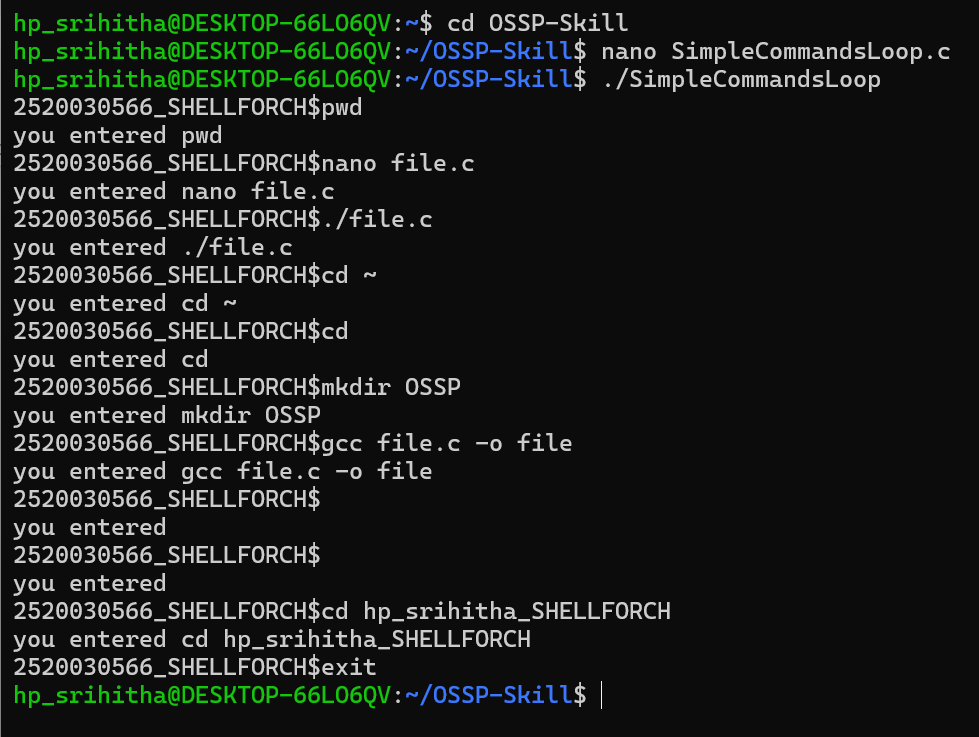 hp_srihitha@DESKTOP-66LO6QV:~$ cd OSSP-Skill
hp_srihitha@DESKTOP-66LO6QV:~/OSSP-Skill$ nano SimpleCommandsLoop.c
hp_srihitha@DESKTOP-66LO6QV:~/OSSP-Skill$ ./SimpleCommandsLoop
2520030566_SHELLFORCH$pwd
you entered pwd
2520030566_SHELLFORCH$nano file.c
you entered nano file.c
2520030566_SHELLFORCH$./file.c
you entered ./file.c
2520030566_SHELLFORCH$cd ~
you entered cd ~
2520030566_SHELLFORCH$cd
you entered cd
2520030566_SHELLFORCH$mkdir OSSP
you entered mkdir OSSP
2520030566_SHELLFORCH$gcc file.c -o file
you entered gcc file.c -o file
2520030566_SHELLFORCH$
you entered
2520030566_SHELLFORCH$
you entered
2520030566_SHELLFORCH$cd hp_srihitha_SHELLFORCH
you entered cd hp_srihitha_SHELLFORCH
2520030566_SHELLFORCH$exit
hp_srihitha@DESKTOP-66LO6QV:~/OSSP-Skill$